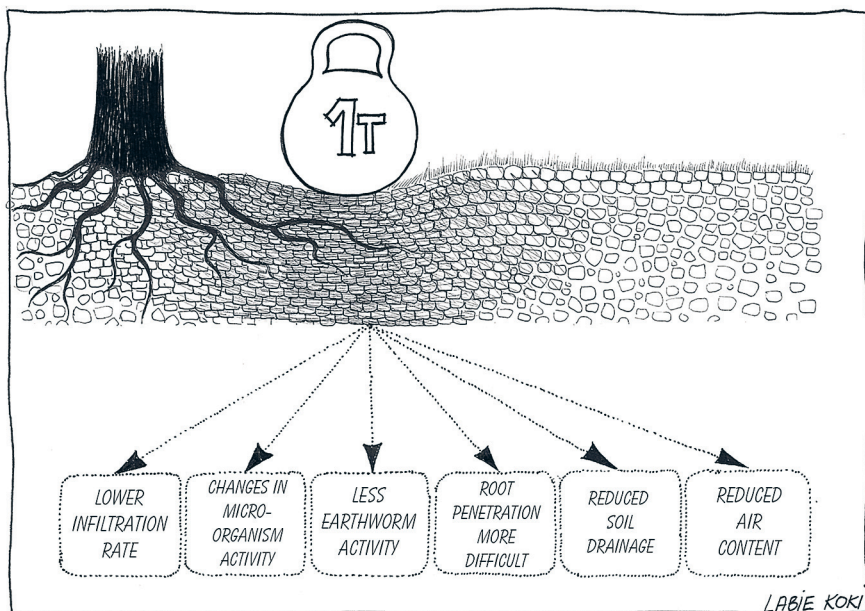 1T
LOWER
INFILTRATION
RATE
CHANGES IN
MICRO-
ORGANISM
ACTIVITY
LESS
EARTHWORM
ACTIVITY
ROOT
PENETRATION
MORE
DIFFICULT
REDUCED
SOIL
DRAINAGE
REDUCED
AIR
CONTENT
LABIE KOKI